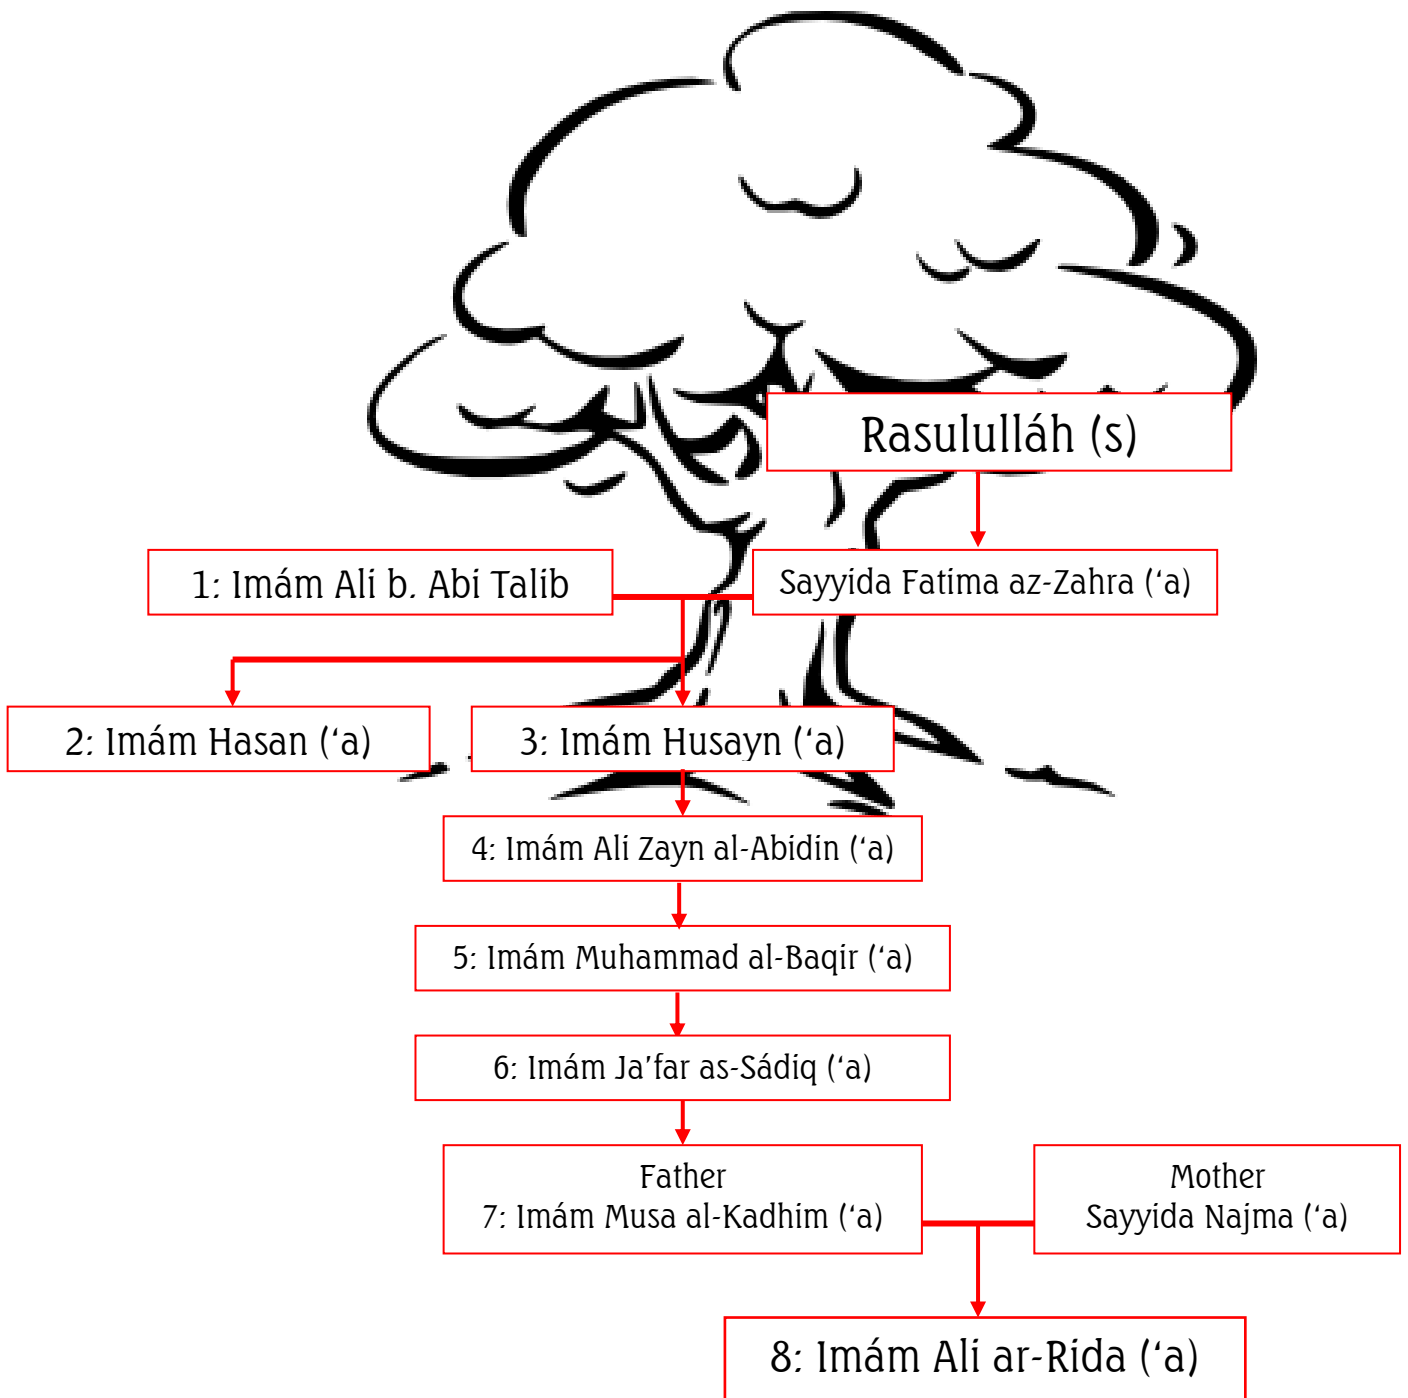 Rasululláh (s)
1: Imám Ali b. Abi Talib
Sayyida Fatima az-Zahra (‘a)
2: Imám Hasan (‘a)
3: Imám Husayn (‘a)
4: Imám Ali Zayn al-Abidin (‘a)
5: Imám Muhammad al-Baqir (‘a)
6: Imám Ja’far as-Sádiq (‘a)
Father
7: Imám Musa al-Kadhim (‘a)
Mother
Sayyida Najma (‘a)
8: Imám Ali ar-Rida (‘a)